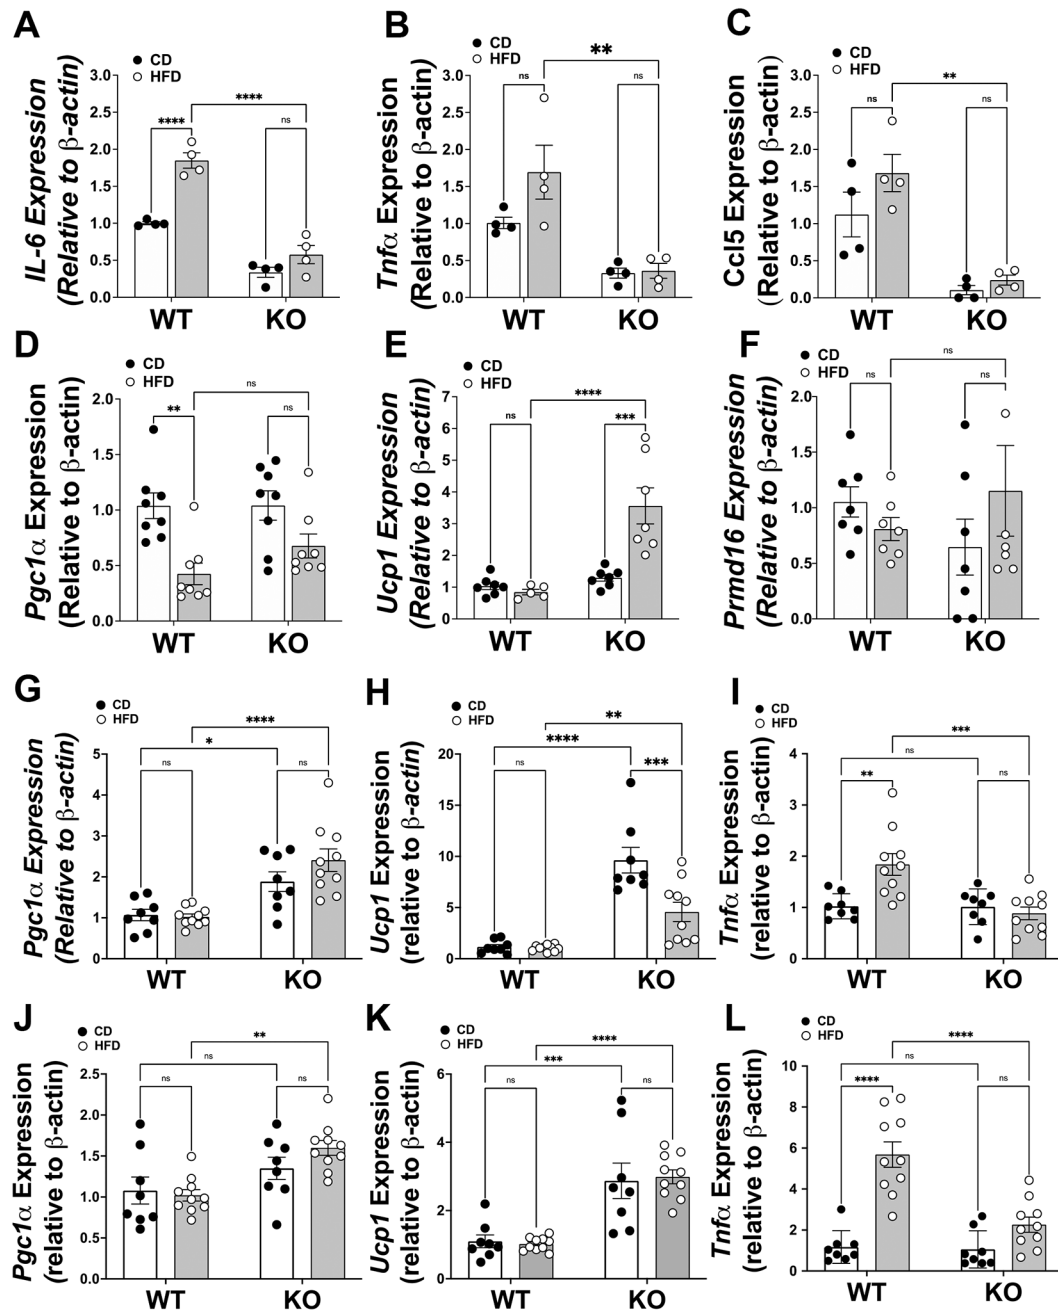 A
CD
HFD
IL-6 Expression
(Relative to β-actin)
3.0
2.5
2.0
1.5
1.0
0.5
0.0
****
****
ns
WT
KO
B
CD
HFD
Tnfα Expression
(Relative to β-actin)
3.0
2.5
2.0
1.5
1.0
0.5
0.0
ns
**
ns
WT
KO
C
CD
HFD
Ccl5 Expression
(Relative to β-actin)
3.0
2.5
2.0
1.5
1.0
0.5
0.0
ns
**
ns
WT
KO
D
CD
HFD
Pgc1α Expression
(Relative to β-actin)
2.0
1.5
1.0
0.5
0.0
**
ns
ns
WT
KO
E
CD
HFD
Ucp1 Expression
(Relative to β-actin)
7
6
5
4
3
2
1
0
ns
****
***
WT
KO
F
CD
HFD
Prmd16 Expression
(Relative to β-actin)
2.0
1.5
1.0
0.5
0.0
ns
ns
ns
WT
KO
G
CD
HFD
Pgc1α Expression
(Relative to β-actin)
5
4
3
2
1
0
****
*
ns
ns
WT
KO
H
CD
HFD
Ucp1 Expression
(relative to β-actin)
20
15
10
5
0
**
****
ns
***
WT
KO
I
CD
HFD
Tnfα Expression
(relative to β-actin)
4
3
2
1
0
***
ns
**
ns
WT
KO
J
CD
HFD
Pgc1α Expression
(relative to β-actin)
2.5
2.0
1.5
1.0
0.5
0.0
**
ns
ns
ns
WT
KO
K
CD
HFD
Ucp1 Expression
(relative to β-actin)
6
4
2
0
****
***
ns
ns
WT
KO
L
CD
HFD
Tnfα Expression
(relative to β-actin)
10
8
6
4
2
0
****
ns
****
ns
WT
KO